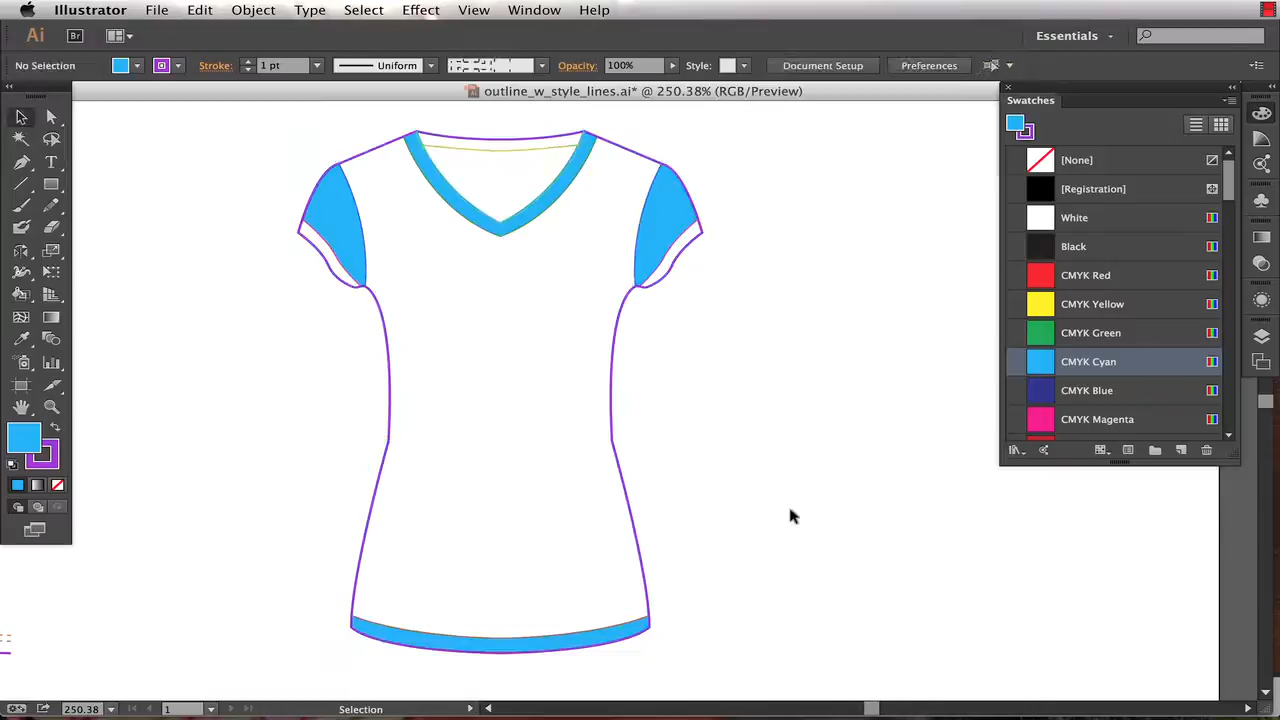 Illustrator File Edit Object Type Select Effect View Window Help
Ai Br Essentials
No Selection Stroke: 1 pt Uniform Opacity: 100% Style: Document Setup Preferences
outline_w_style_lines.ai* @ 250.38% (RGB/Preview)
Swatches
[None]
[Registration]
White
Black
CMYK Red
CMYK Yellow
CMYK Green
CMYK Cyan
CMYK Blue
CMYK Magenta
T
250.38 1 Selection